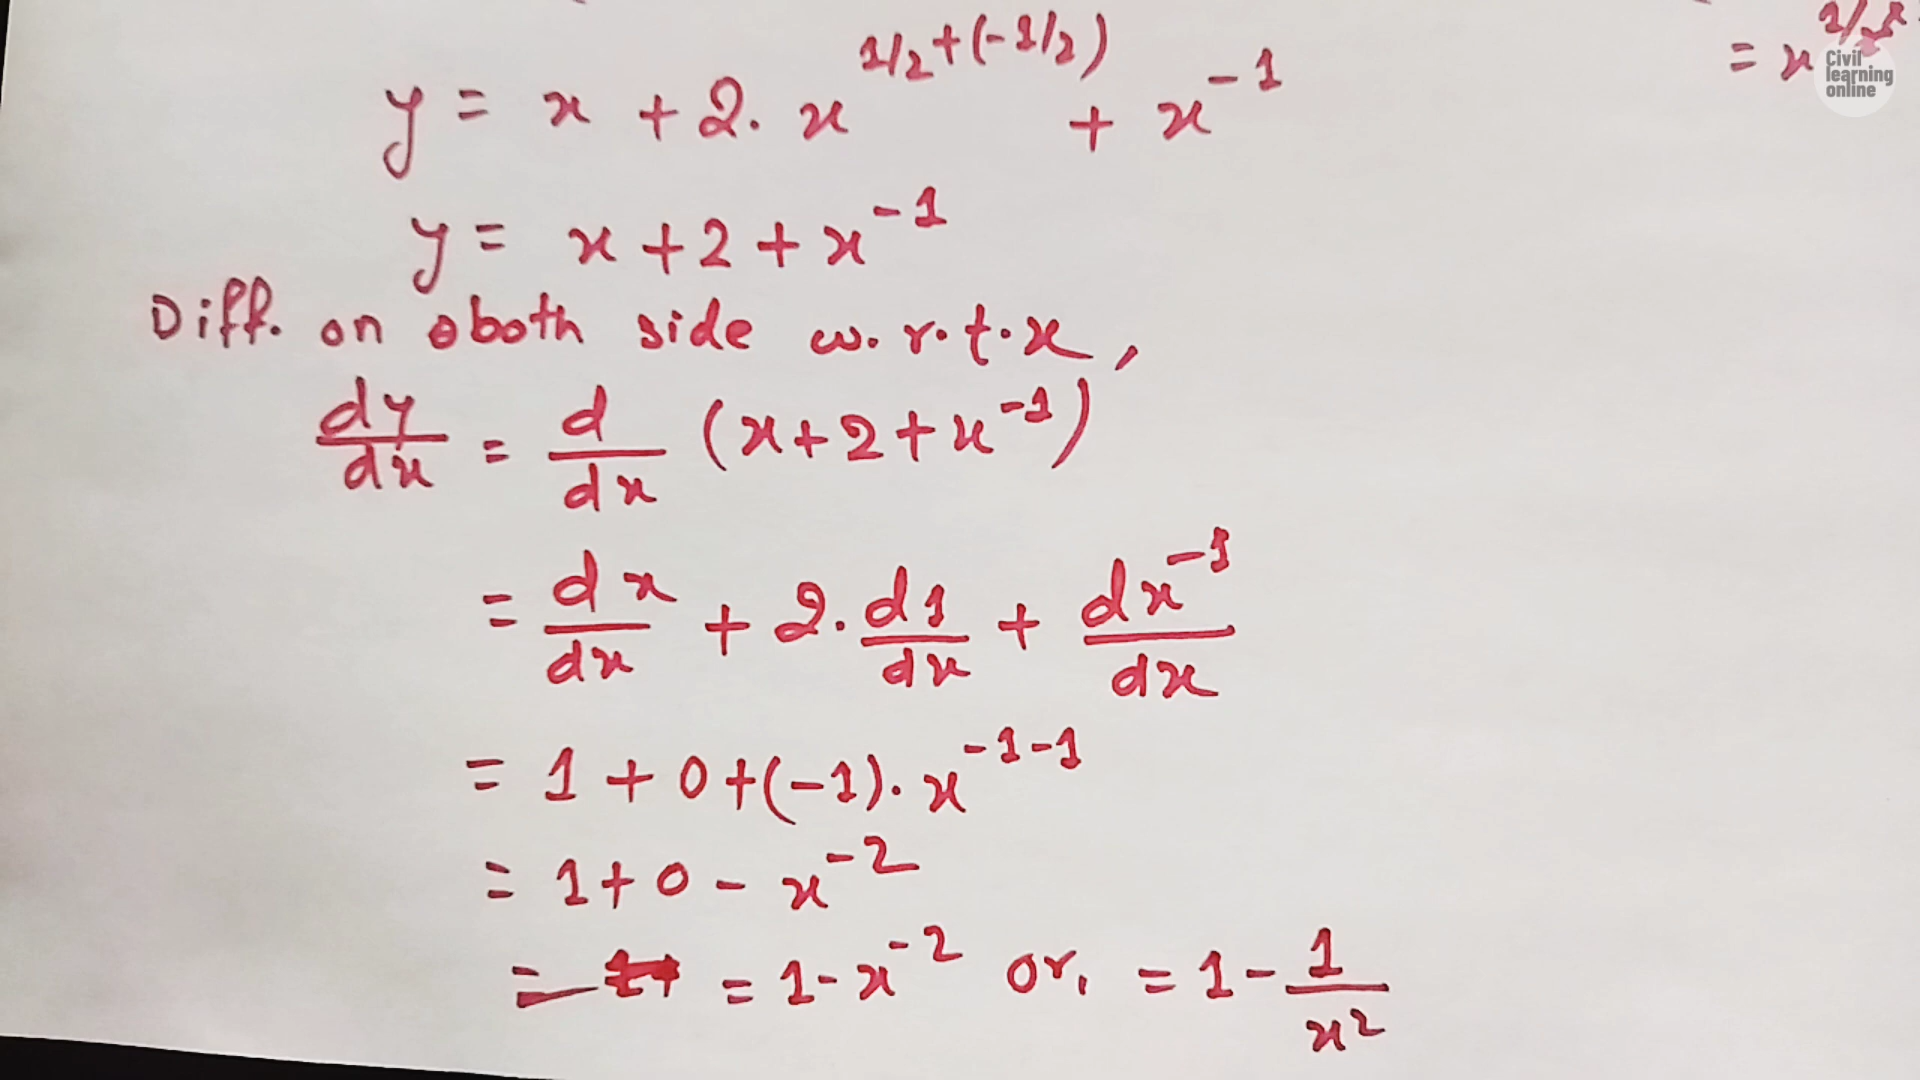 y = x + 2. x^{1/2+(-1/2)} + x^{-1}
= x^{1/2}
Civil
learning
online
y = x + 2 + x^{-1}
Diff. on both side w.r.t.x,
dy/dx = d/dx (x+2+x^{-1})
= dx/dx + 2. d1/dx + dx^{-1}/dx
= 1 + 0 + (-1). x^{-1-1}
= 1 + 0 - x^{-2}
= = 1 - x^{-2} or, = 1 - 1/x^2